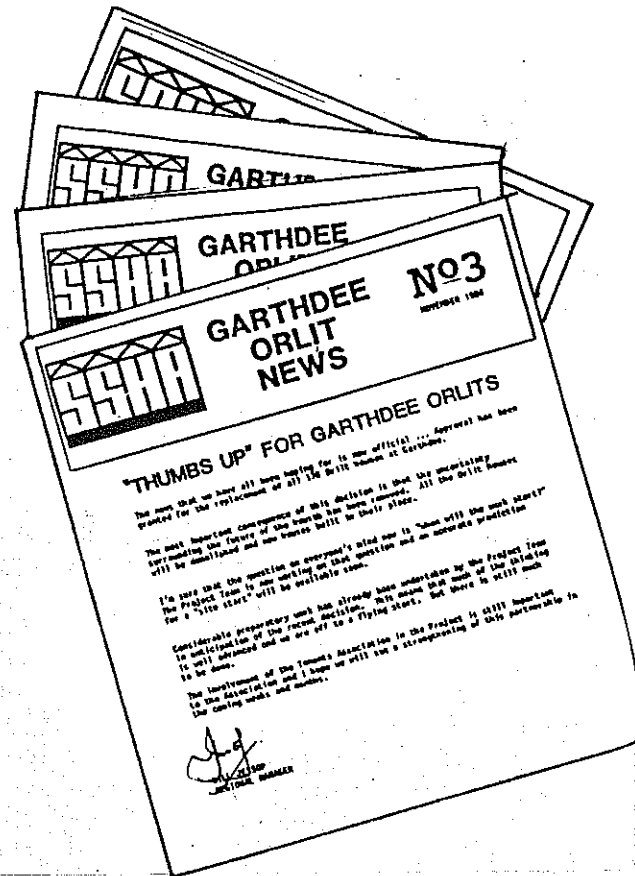 SSHA
GARTHDEE
SSHA
GARTHDEE
ORLIT
SSHA
GARTHDEE
ORLIT
NEWS
Nº3
NOVEMBER
"THUMBS UP" FOR GARTHDEE ORLITS
The news that we have all been hoping for is now official ... Approval has been
granted for the replacement of all the Orlit houses at Garthdee.
The most important consequence of this decision is that the uncertainty
surrounding the future of the has been removed. All the Orlit houses
will be demolished and new houses built in their place.
I'm sure that the question on everyone's mind now is "when will the work start?"
The Project Team is now working on that question and an accurate prediction
for a "site start" will be available soon.
Considerable preparatory work has already been undertaken by the Project Team
in anticipation of the recent decision. This means that much of the thinking
is well advanced and we are off to a flying start. But there is still much
to be done.
The involvement of the Tenants Association in the Project is still important
to the Association and I hope we will see a strengthening of this partnership in
the coming weeks and months.
REGIONAL MANAGER